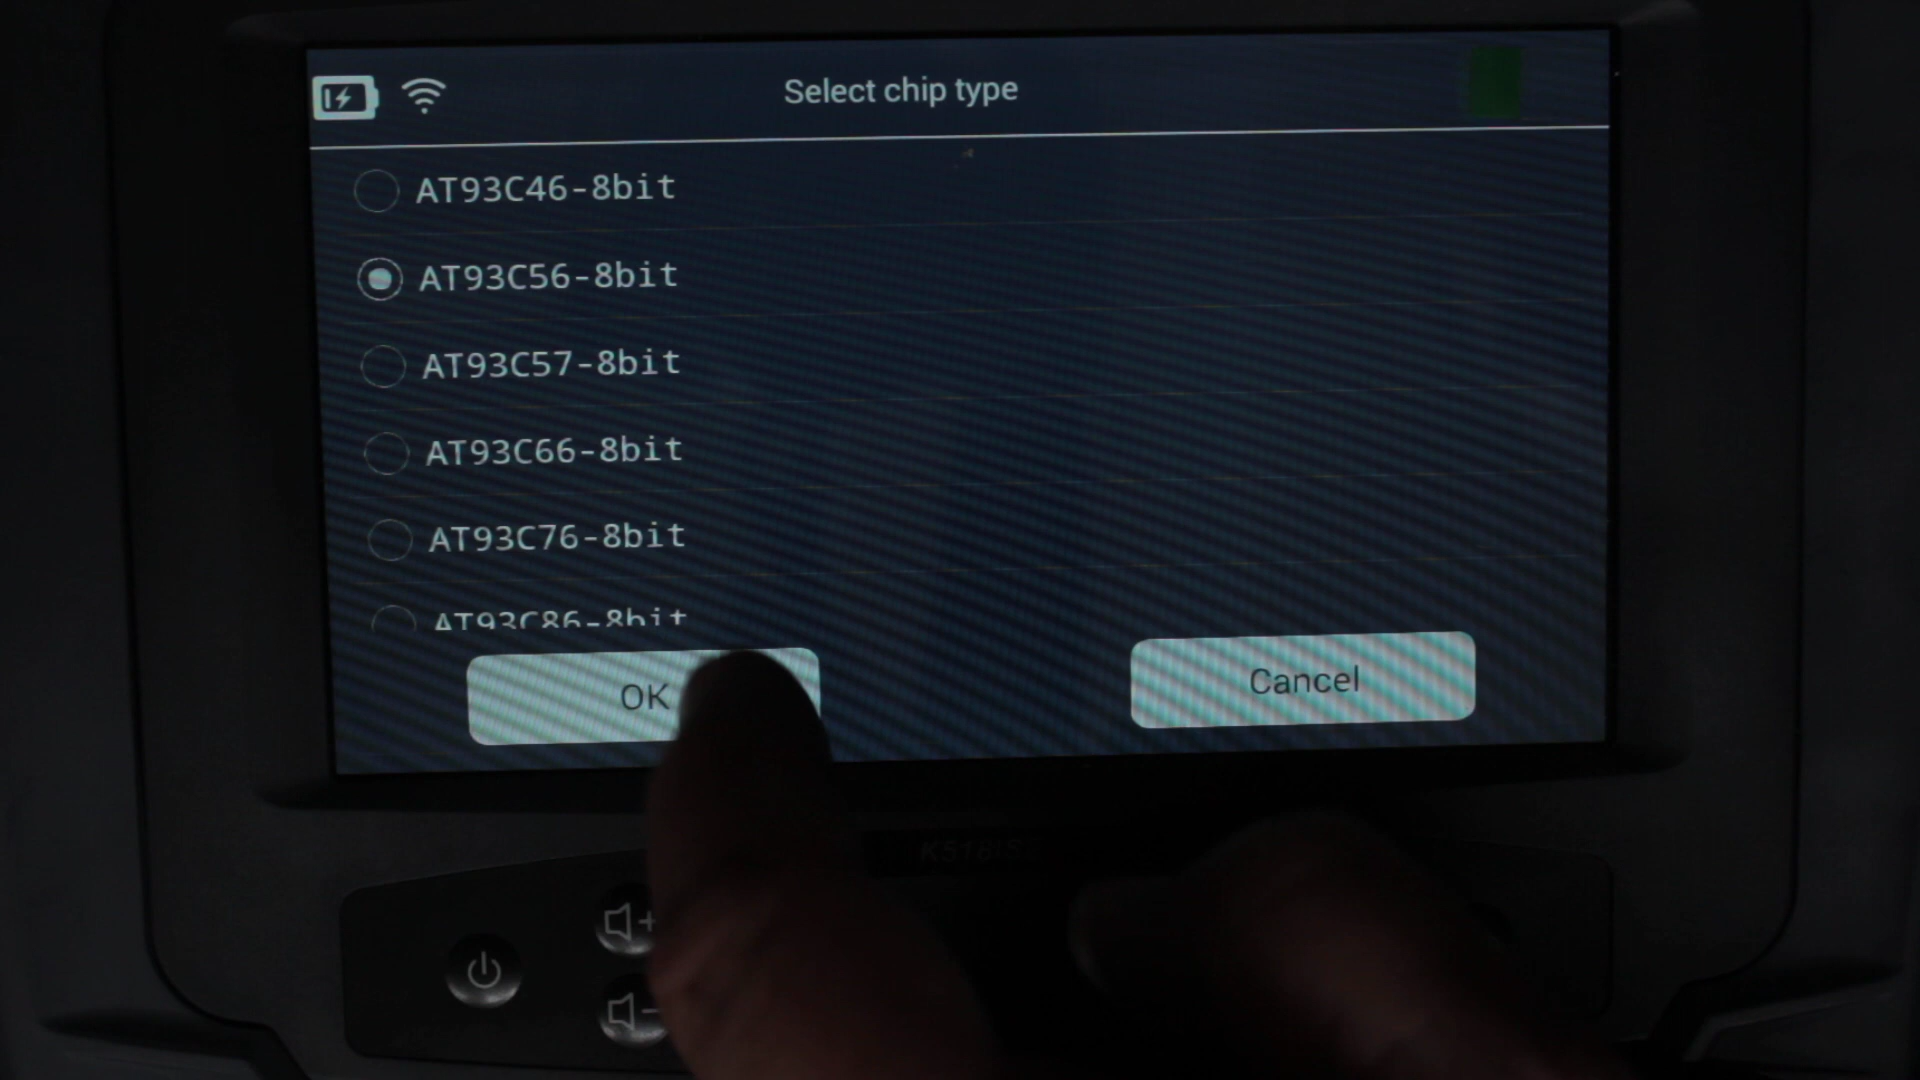 Select chip type
AT93C46-8bit
AT93C56-8bit
AT93C57-8bit
AT93C66-8bit
AT93C76-8bit
AT93C86-8bit
OK
Cancel